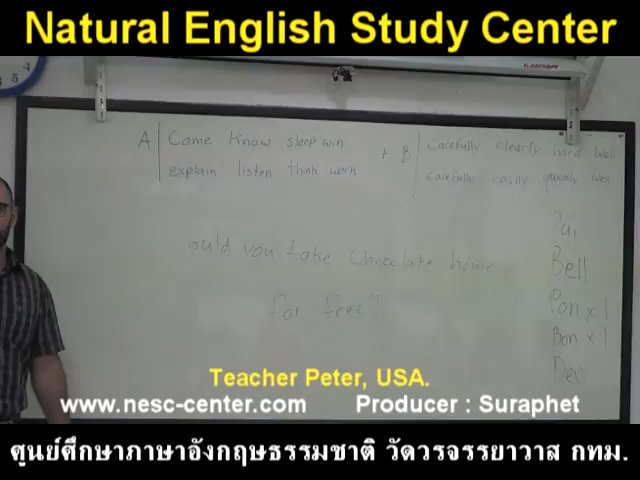 Natural English Study Center
A | Come Know sleep win + B | Carefully clearly hard well
explain listen think work Carefully easily quickly well
ould you take Chocolate home
for free?
Bell
Pon x 1
Bon x 1
Teacher Peter, USA.
www.nesc-center.com Producer : Suraphet
ศูนย์ศึกษาภาษาอังกฤษธรรมชาติ วัดวรจรรยาวาส กทม.